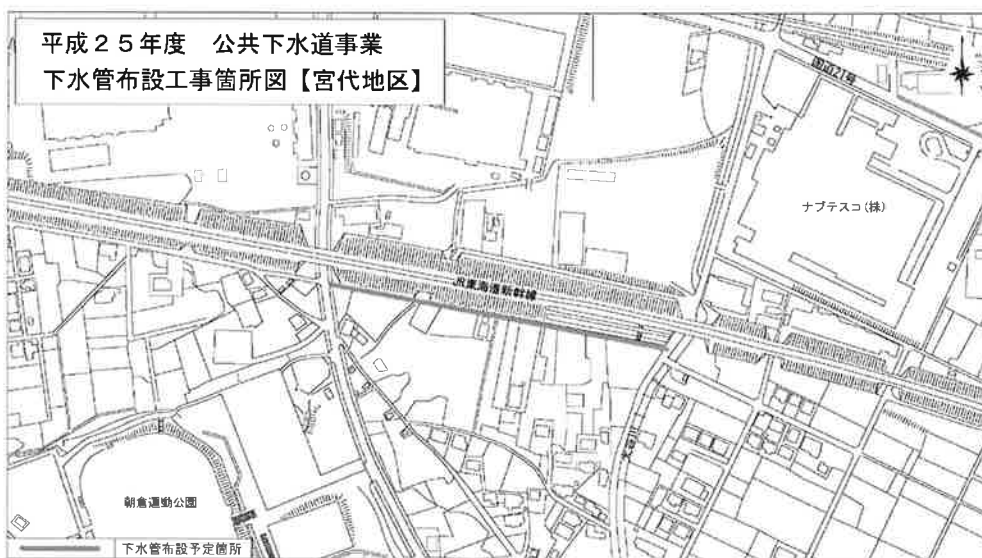 平成２５年度　公共下水道事業
下水管布設工事箇所図【宮代地区】
国道21号
ナブテスコ(株)
JR東海道新幹線
朝倉運動公園
下水管布設予定箇所